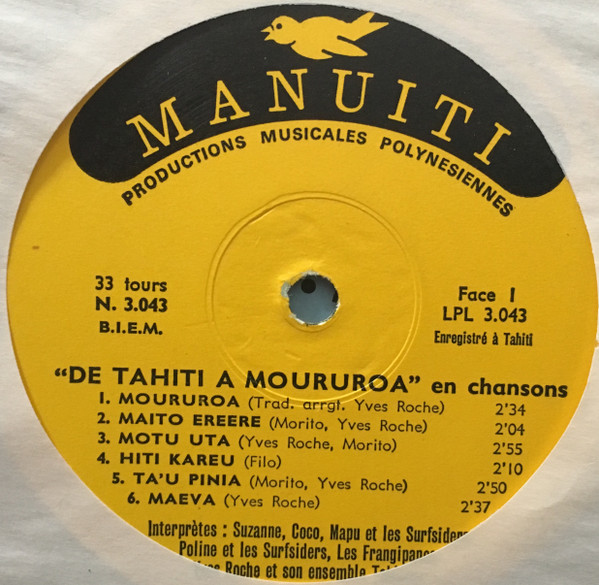 MANUITI
PRODUCTIONS MUSICALES POLYNESIENNES
33 tours
N. 3.043
B.I.E.M.
Face 1
LPL 3.043
Enregistré à Tahiti
"DE TAHITI A MOURUROA" en chansons
1. MOURUROA (Trad. arrgt. Yves Roche) 2'34
2. MAITO EREERE (Morito, Yves Roche) 2'04
3. MOTU UTA (Yves Roche, Morito) 2'55
4. HITI KAREU (Filo) 2'10
5. TA'U PINIA (Morito, Yves Roche) 2'50
6. MAEVA (Yves Roche) 2'37
Interprètes : Suzanne, Coco, Mapu et les Surfsiders
Poline et les Surfsiders, Les
Roche et son ensemble